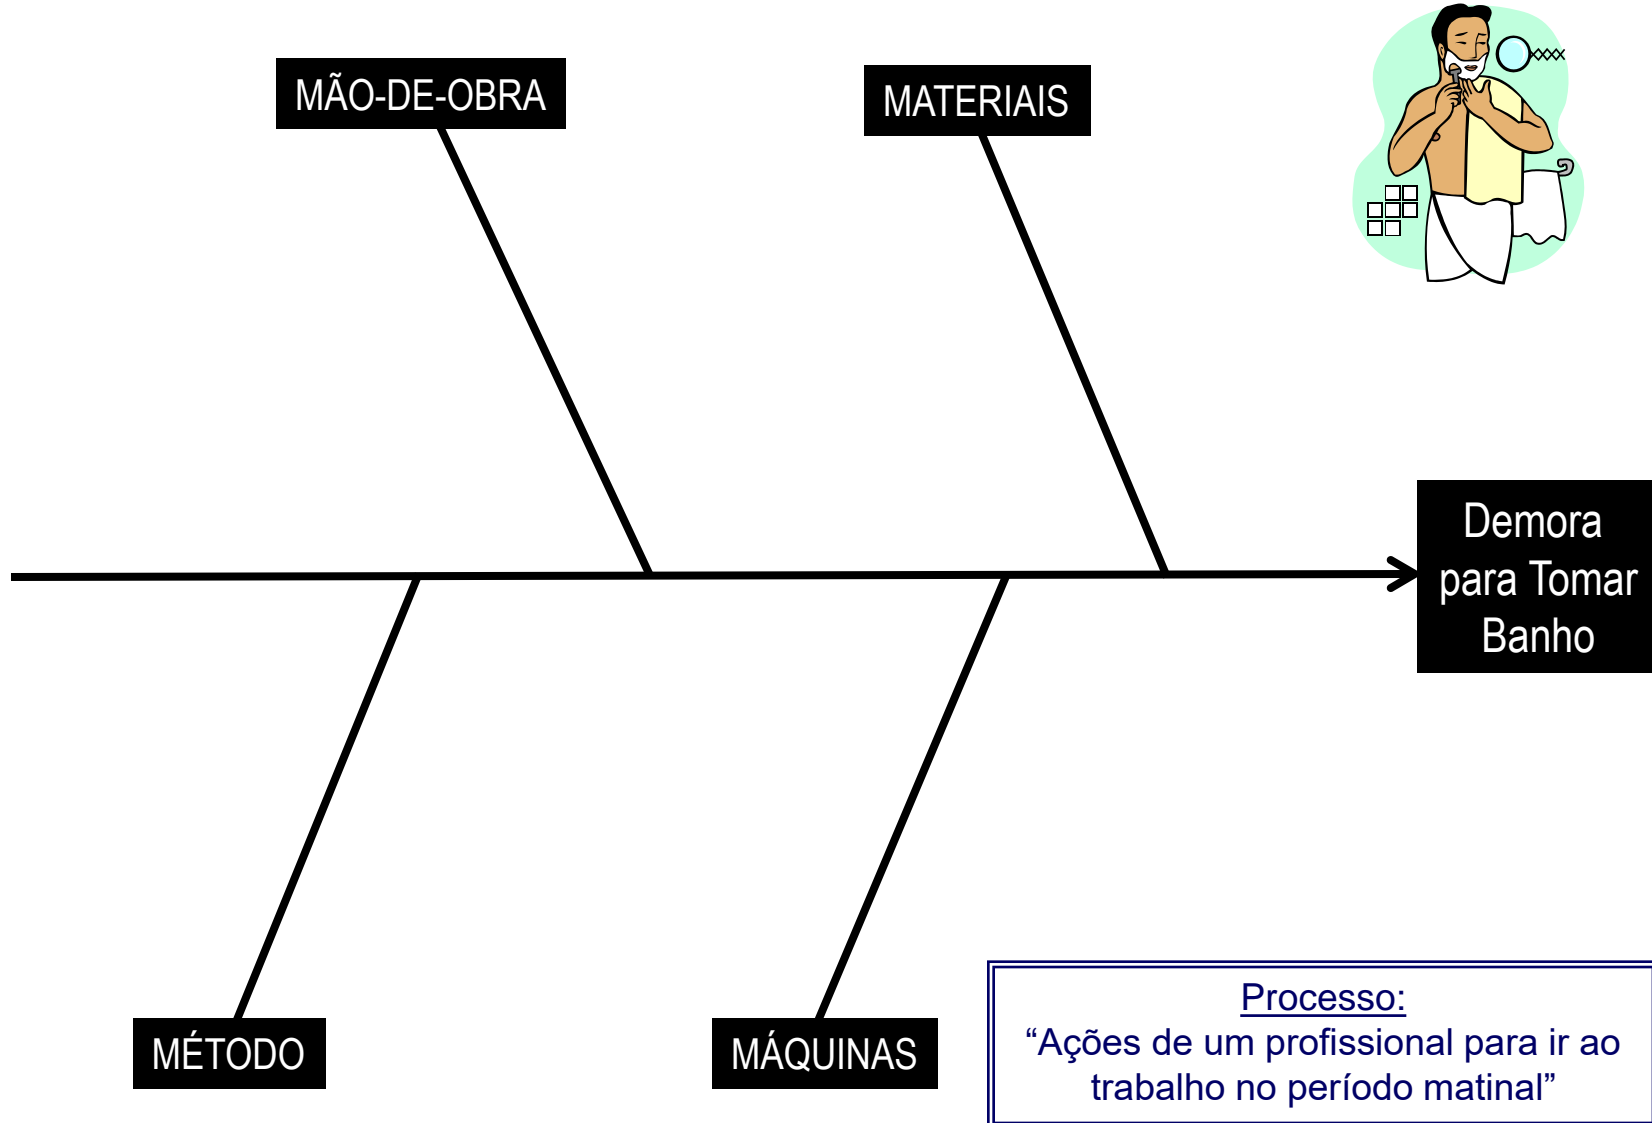 MÃO-DE-OBRA
MATERIAIS
Demora
para Tomar
Banho
MÉTODO
MÁQUINAS
Processo:
“Ações de um profissional para ir ao
trabalho no período matinal”